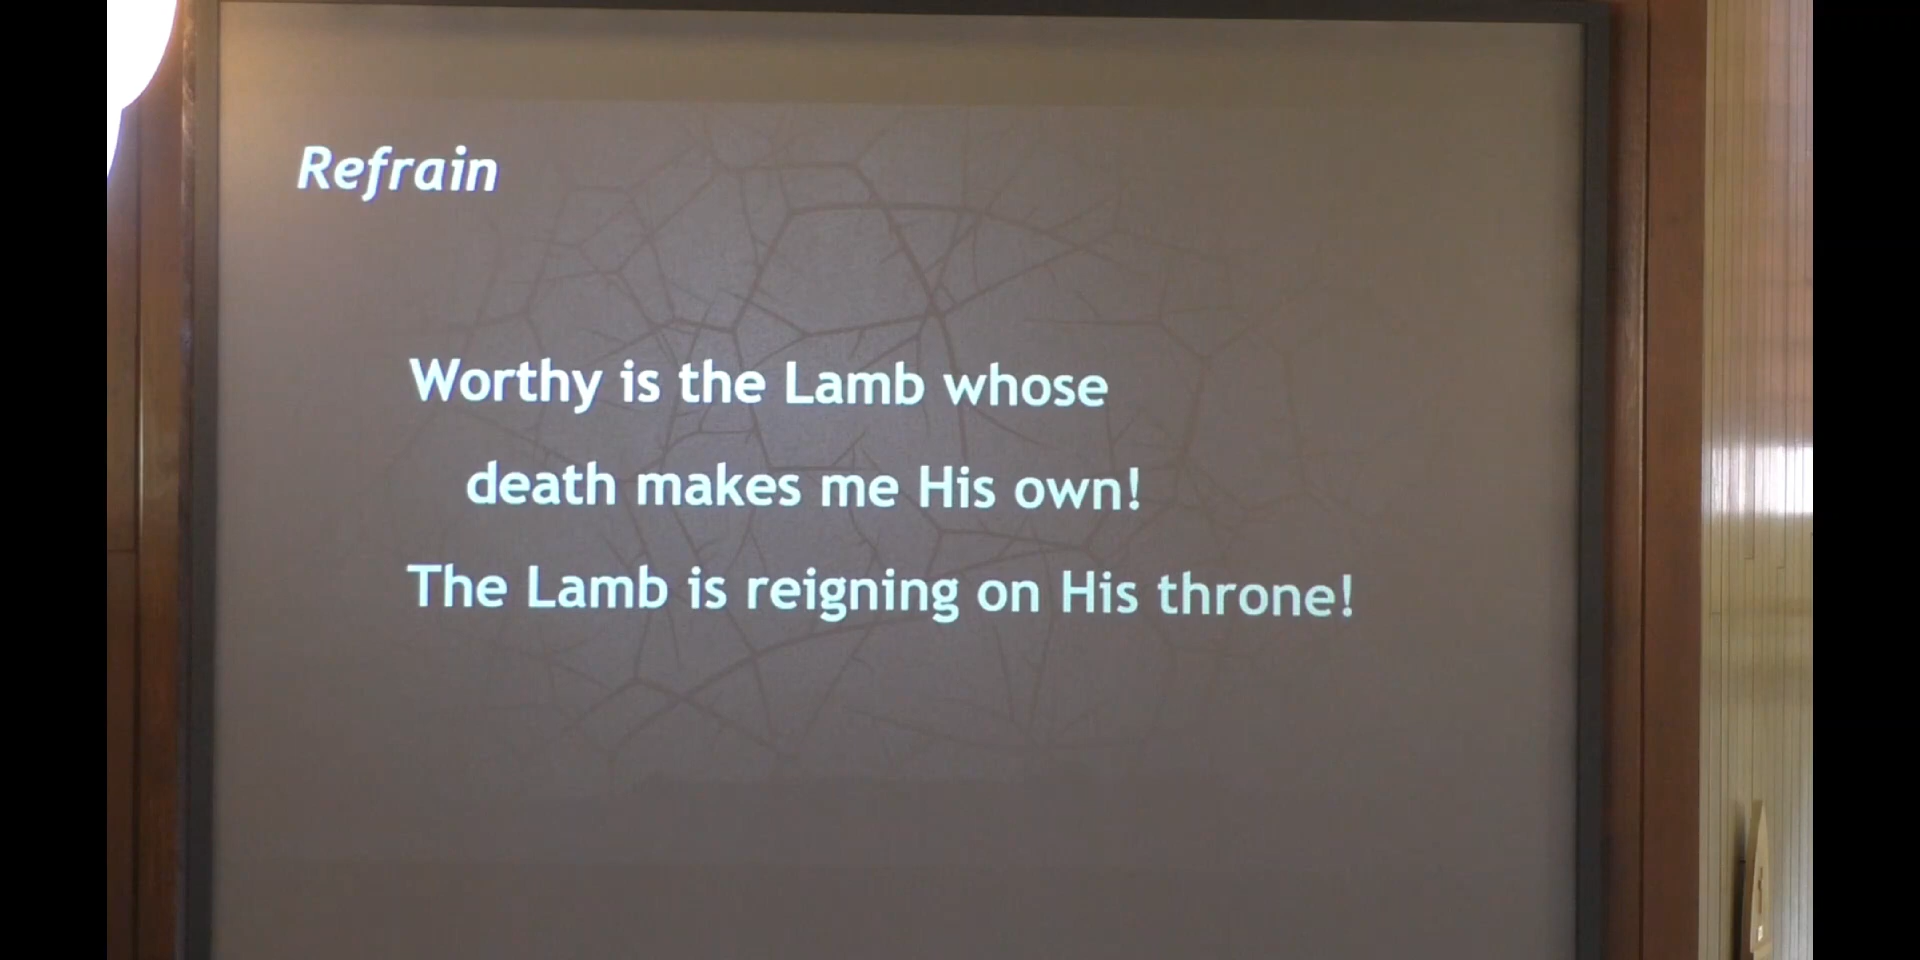 Refrain
Worthy is the Lamb whose
death makes me His own!
The Lamb is reigning on His throne!